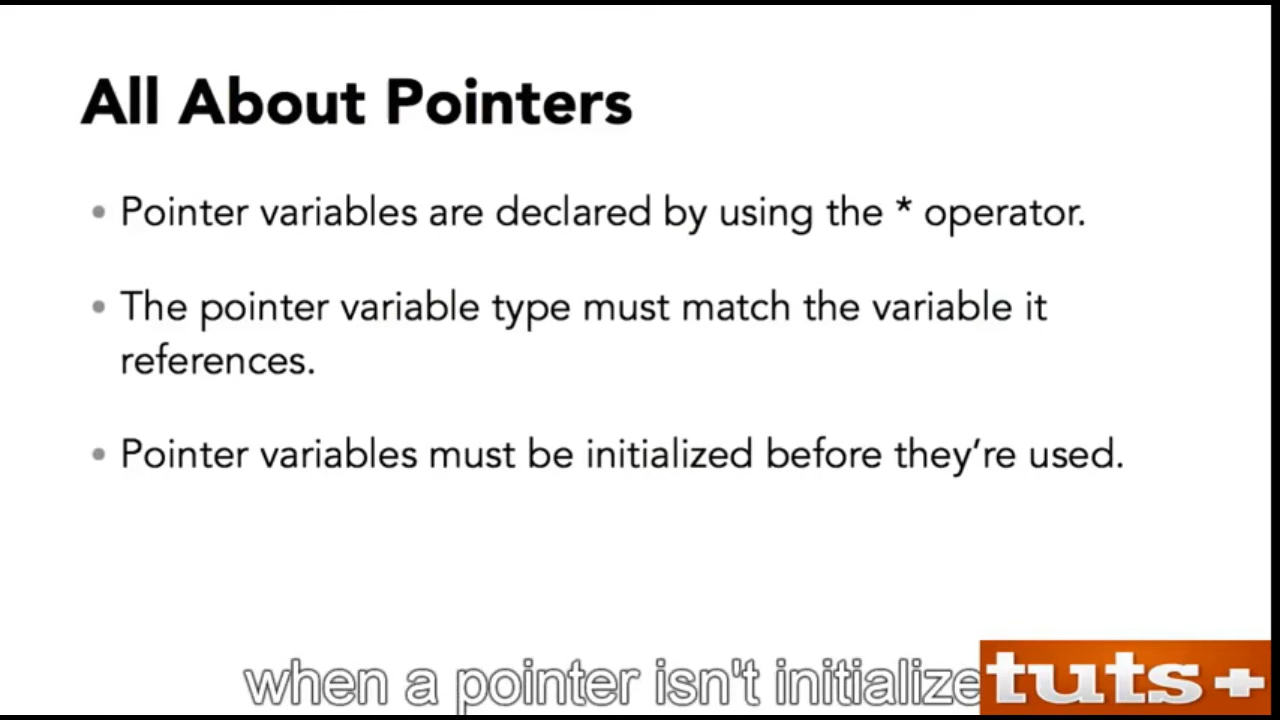 All About Pointers
• Pointer variables are declared by using the * operator.
• The pointer variable type must match the variable it
references.
• Pointer variables must be initialized before they're used.
when a pointer isn't initialize
tuts+